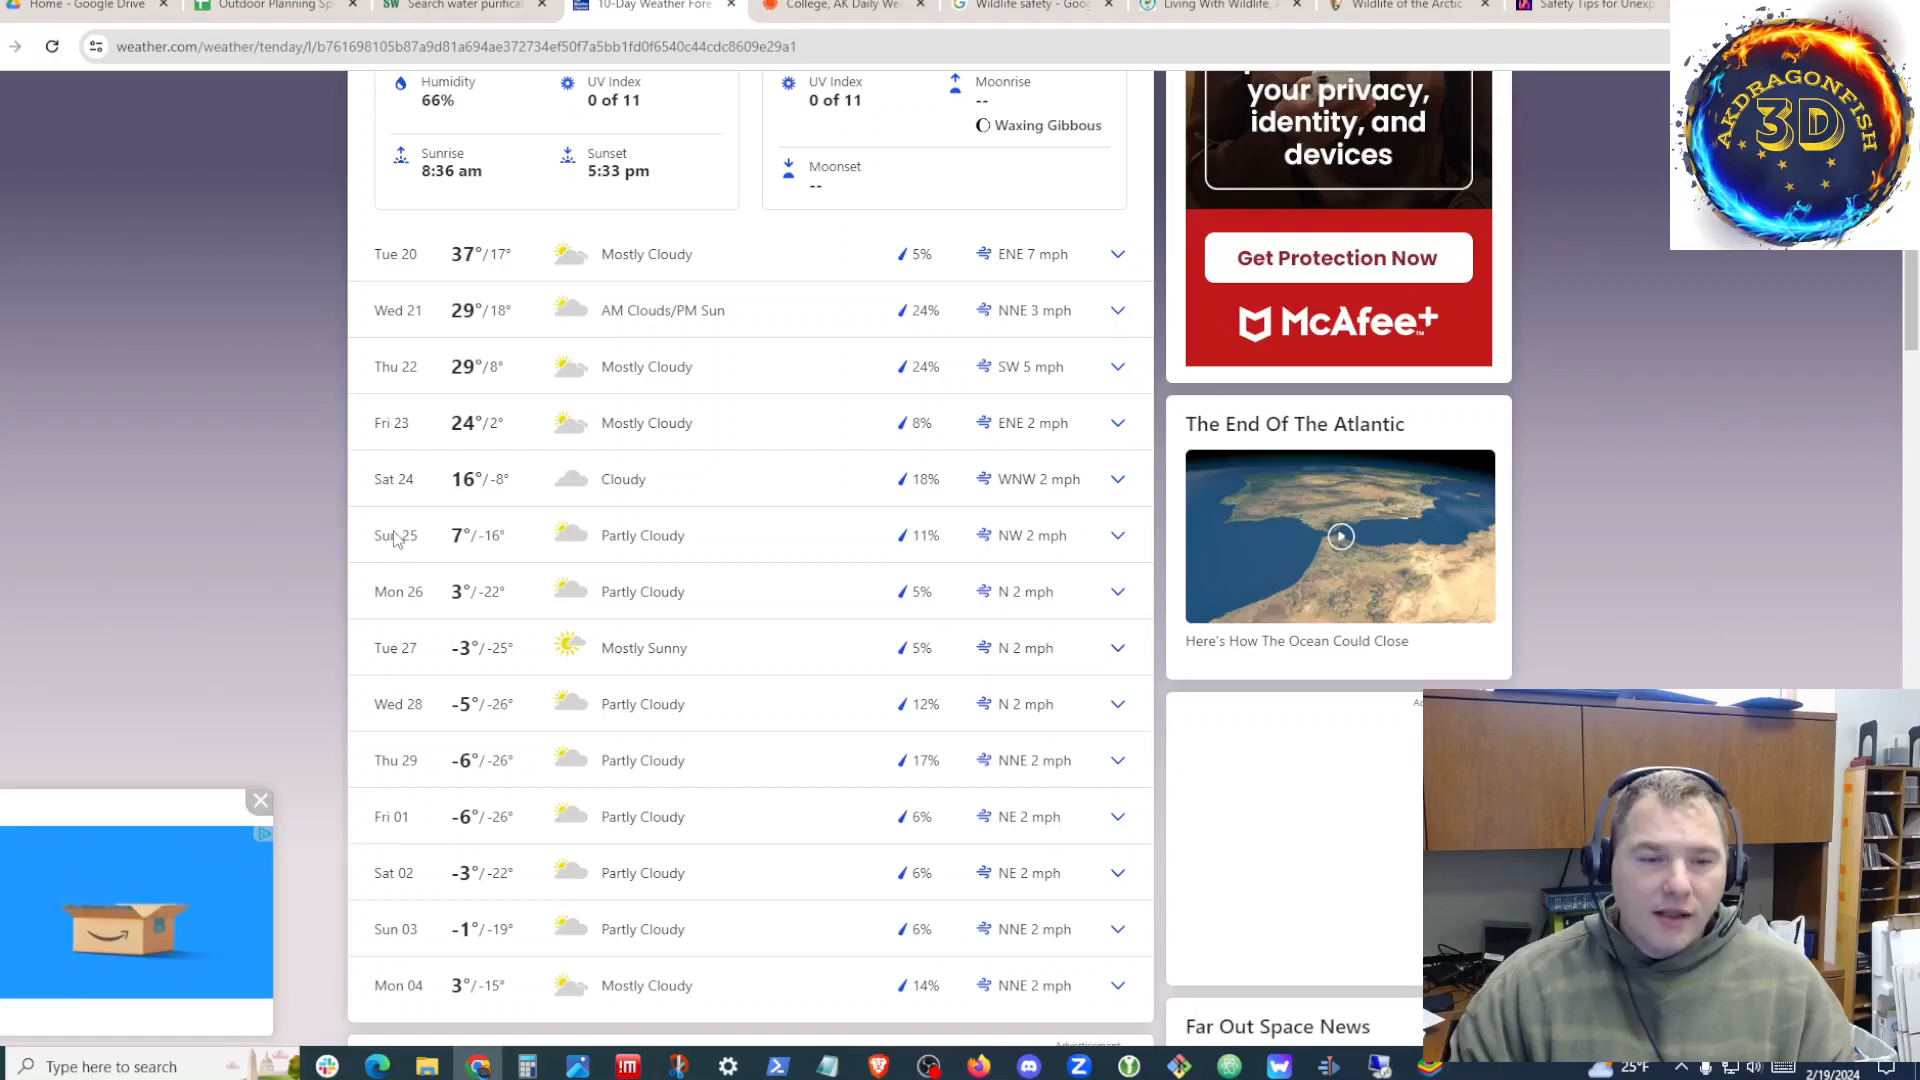 Home - Google Drive
Outdoor Planning Sp
SW Search water purificat
10-Day Weather Fore
College, AK Daily We
Wildlife safety - Goog
Living With Wildlife,
Wildlife of the Arctic
Safety Tips for Unexp
weather.com/weather/tenday/l/b761698105b87a9d81a694ae372734ef50f7a5bb1fd0f6540c44cdc8609e29a1
Humidity
66%
UV Index
0 of 11
Sunrise
8:36 am
Sunset
5:33 pm
UV Index
0 of 11
Moonrise
--
Waxing Gibbous
Moonset
--
Tue 20 37°/17° Mostly Cloudy 5% ENE 7 mph
Wed 21 29°/18° AM Clouds/PM Sun 24% NNE 3 mph
Thu 22 29°/8° Mostly Cloudy 24% SW 5 mph
Fri 23 24°/2° Mostly Cloudy 8% ENE 2 mph
Sat 24 16°/-8° Cloudy 18% WNW 2 mph
Sun 25 7°/-16° Partly Cloudy 11% NW 2 mph
Mon 26 3°/-22° Partly Cloudy 5% N 2 mph
Tue 27 -3°/-25° Mostly Sunny 5% N 2 mph
Wed 28 -5°/-26° Partly Cloudy 12% N 2 mph
Thu 29 -6°/-26° Partly Cloudy 17% NNE 2 mph
Fri 01 -6°/-26° Partly Cloudy 6% NE 2 mph
Sat 02 -3°/-22° Partly Cloudy 6% NE 2 mph
Sun 03 -1°/-19° Partly Cloudy 6% NNE 2 mph
Mon 04 3°/-15° Mostly Cloudy 14% NNE 2 mph
Advertisement
your privacy,
identity, and
devices
Get Protection Now
McAfee+
The End Of The Atlantic
Here's How The Ocean Could Close
Far Out Space News
AKDRAGONFISH
3D
Type here to search
25°F
2/19/2024